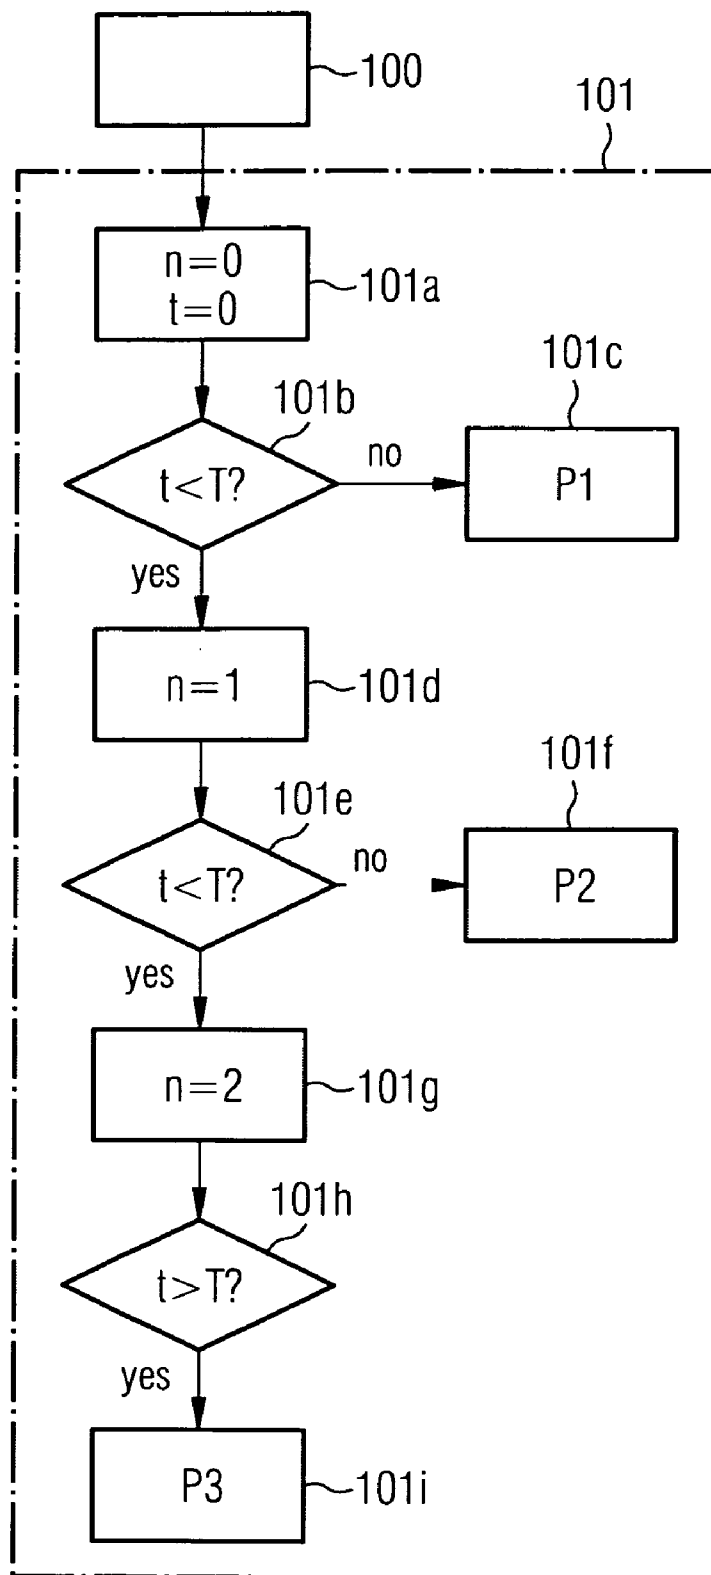 100
101
n=0
t=0
101a
101b
101c
t<T?
no
P1
yes
n=1
101d
101e
101f
t<T?
no
P2
yes
n=2
101g
101h
t>T?
yes
P3
101i